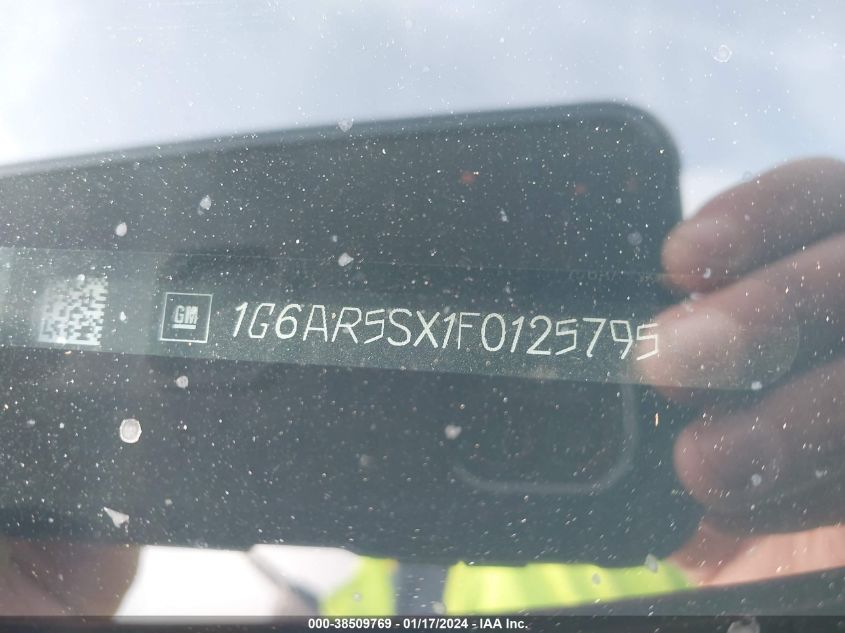 GM 1G6AR5SX1F0125795
000-38509769 - 01/17/2024 - IAA Inc.